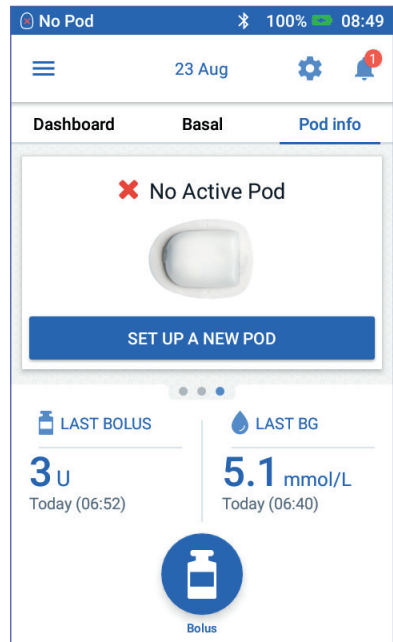 No Pod 100% 08:49
23 Aug 1
Dashboard Basal Pod info
No Active Pod
SET UP A NEW POD
LAST BOLUS LAST BG
3 U 5.1 mmol/L
Today (06:52) Today (06:40)
Bolus